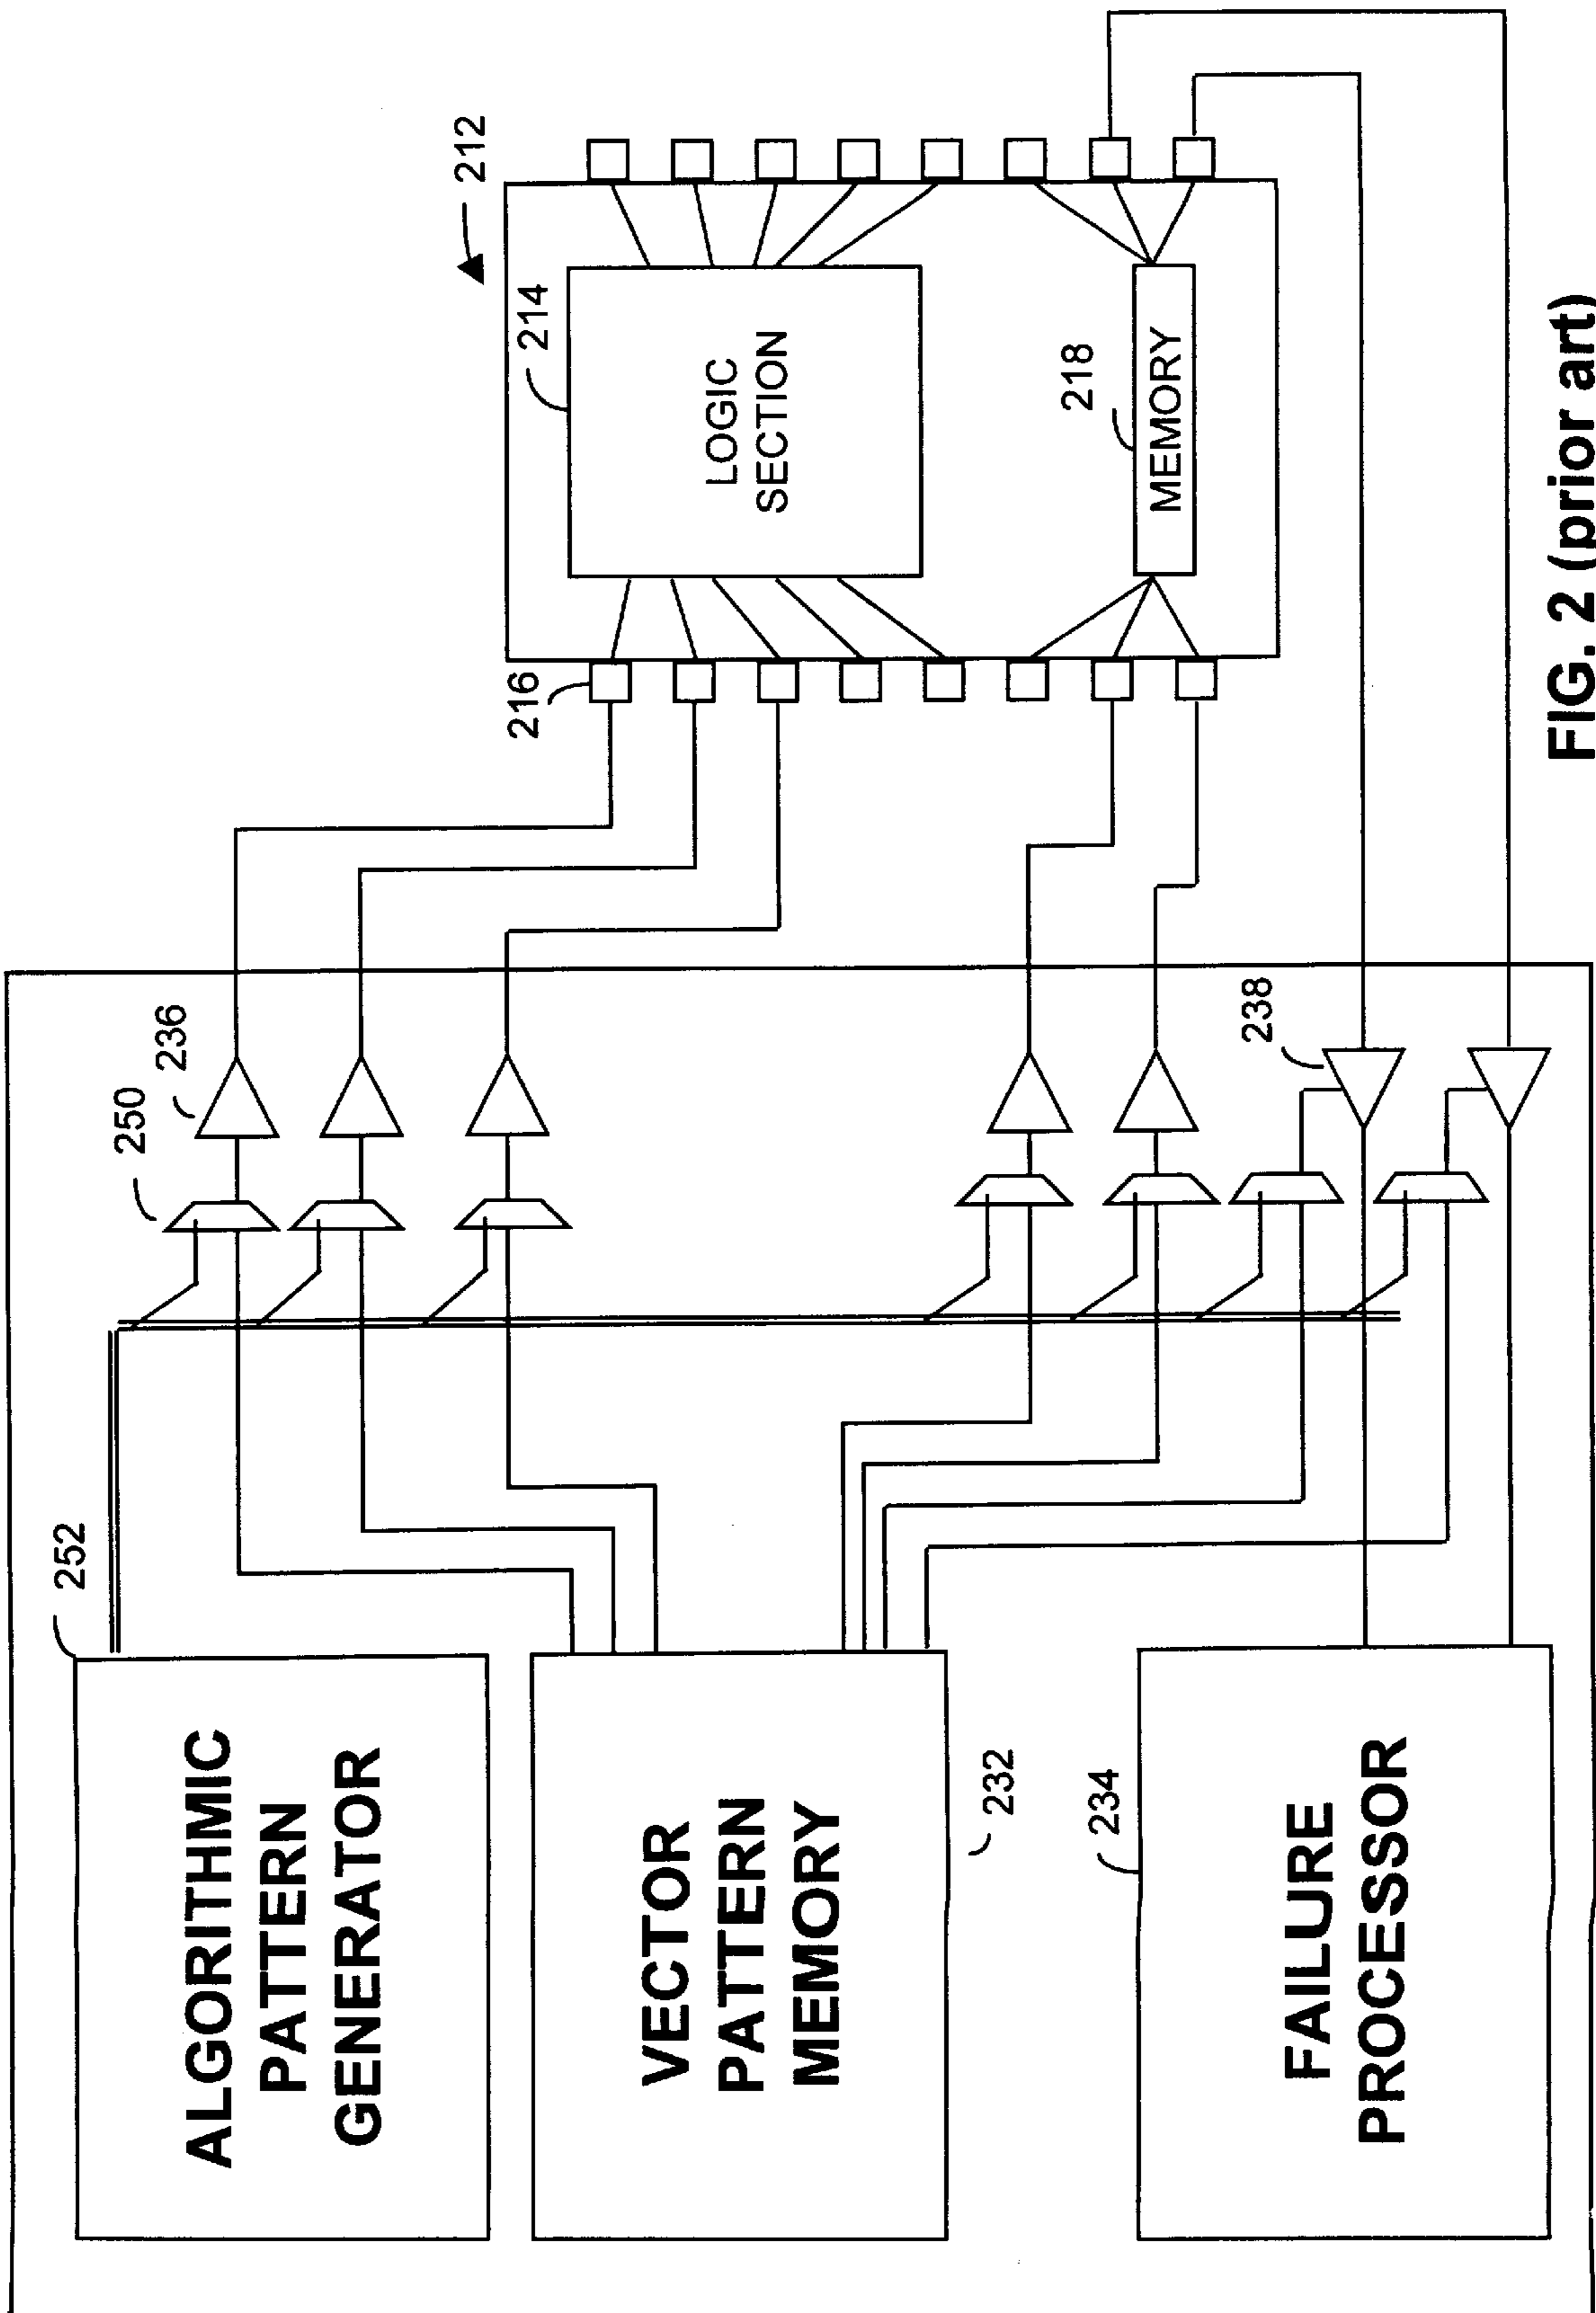 252
ALGORITHMIC
PATTERN
GENERATOR
VECTOR
PATTERN
MEMORY
232
234
FAILURE
PROCESSOR
250
236
238
216
212
214
LOGIC
SECTION
218
MEMORY
FIG. 2 (prior art)